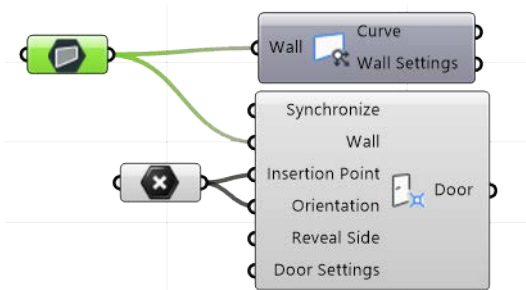 Curve
Wall
Wall Settings
Synchronize
Wall
Insertion Point
Door
Orientation
Reveal Side
Door Settings